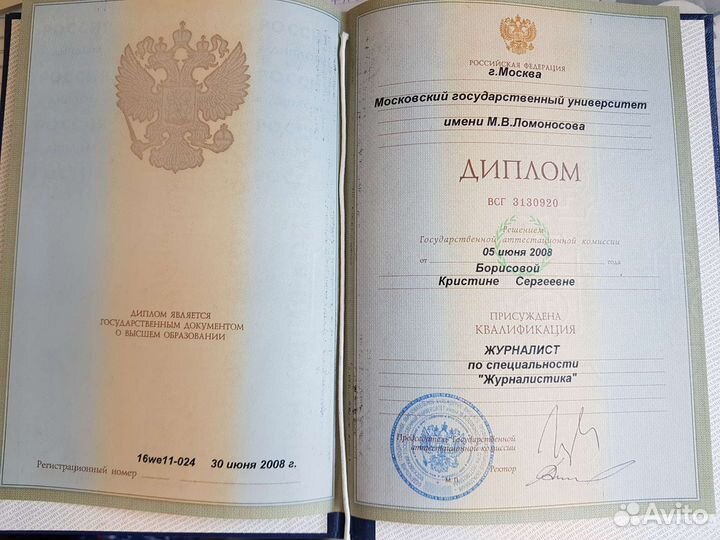 ДИПЛОМ ЯВЛЯЕТСЯ
ГОСУДАРСТВЕННЫМ ДОКУМЕНТОМ
О ВЫСШЕМ ОБРАЗОВАНИИ
16we11-024 30 июня 2008 г.
Регистрационный номер
РОССИЙСКАЯ ФЕДЕРАЦИЯ
г.Москва
Московский государственный университет
имени М.В.Ломоносова
ДИПЛОМ
ВСГ 3130920
Решением
Государственной аттестационной комиссии
05 июня 2008
от года
Борисовой
Кристине Сергеевне
ПРИСУЖДЕНА
КВАЛИФИКАЦИЯ
ЖУРНАЛИСТ
по специальности
"Журналистика"
Председатель Государственной
аттестационной комиссии
Ректор
М.П.
Avito